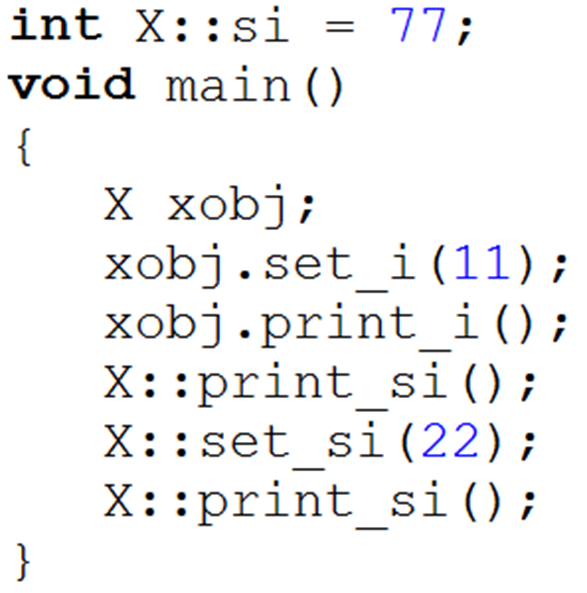 int X::si = 77;
void main()
{
    X xobj;
    xobj.set_i(11);
    xobj.print_i();
    X::print_si();
    X::set_si(22);
    X::print_si();
}